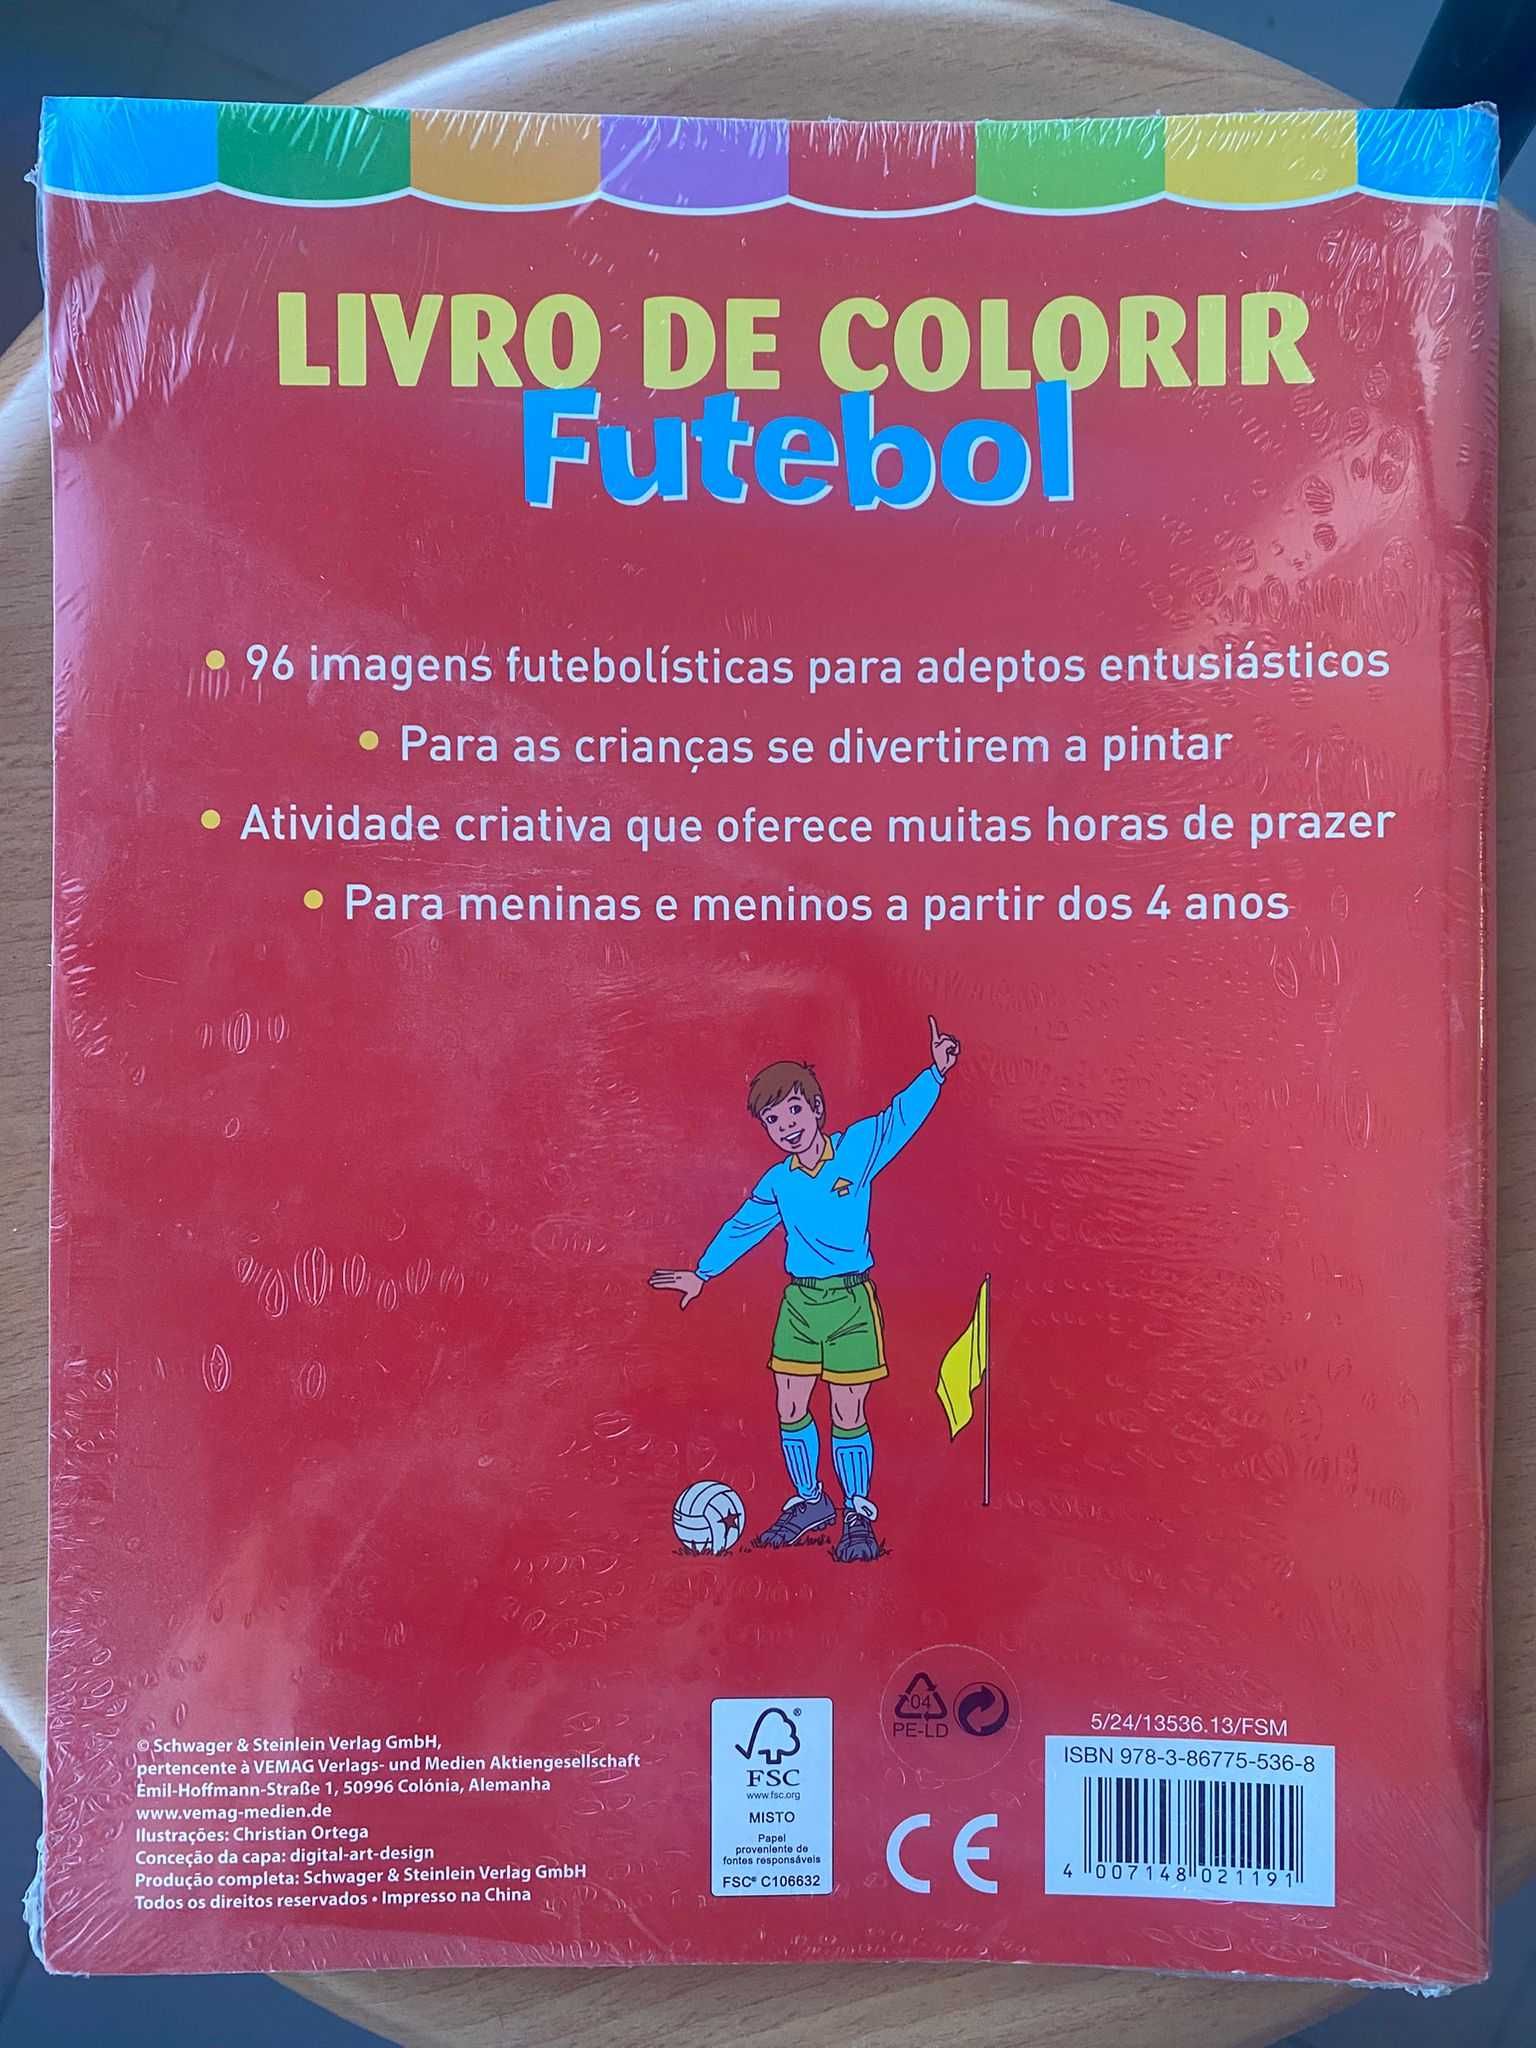 LIVRO DE COLORIR
Futebol
• 96 imagens futebolísticas para adeptos entusiásticos
• Para as crianças se divertirem a pintar
• Atividade criativa que oferece muitas horas de prazer
• Para meninas e meninos a partir dos 4 anos
© Schwager & Steinlein Verlag GmbH,
pertencente à VEMAG Verlags- und Medien Aktiengesellschaft
Emil-Hoffmann-Straße 1, 50996 Colónia, Alemanha
www.vemag-medien.de
Ilustrações: Christian Ortega
Conceção da capa: digital-art-design
Produção completa: Schwager & Steinlein Verlag GmbH
Todos os direitos reservados • Impresso na China
®
FSC
www.fsc.org
MISTO
Papel
proveniente de
fontes responsáveis
FSC® C106632
04
PE-LD
CE
5/24/13536.13/FSM
ISBN 978-3-86775-536-8
4 007148 021191